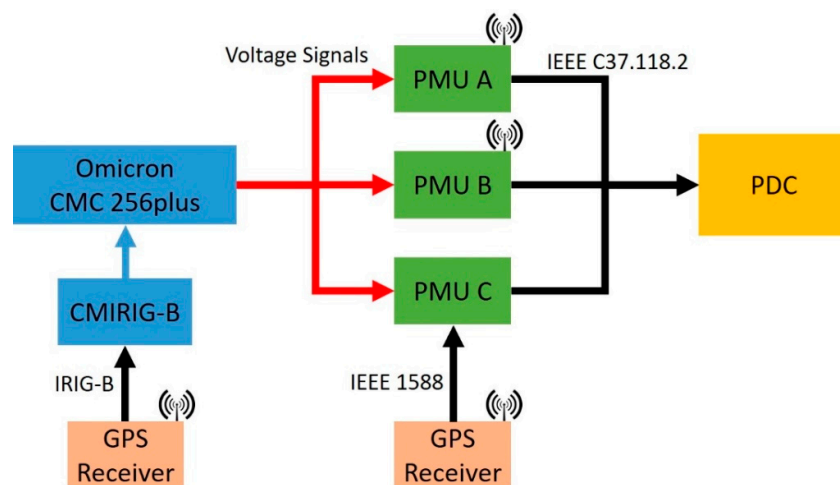 Voltage Signals
PMU A
IEEE C37.118.2
Omicron
CMC 256plus
PMU B
PDC
CMIRIG-B
PMU C
IRIG-B
IEEE 1588
GPS
Receiver
GPS
Receiver